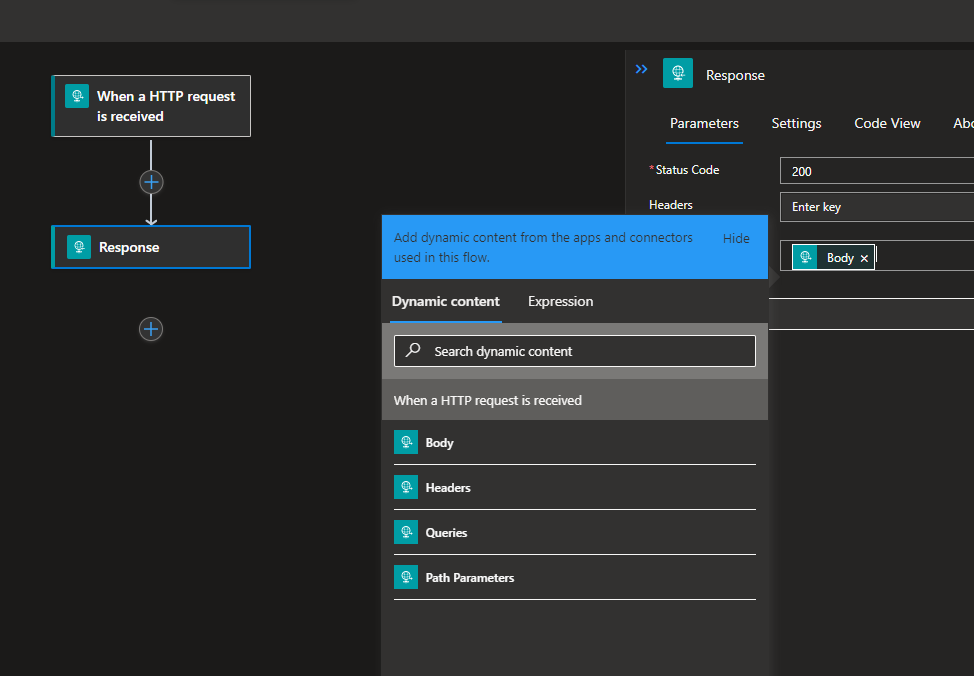 When a HTTP request
is received
Response
Response
Parameters
Settings
Code View
*Status Code
200
Headers
Enter key
Body ×
Add dynamic content from the apps and connectors
used in this flow.
Hide
Dynamic content
Expression
Search dynamic content
When a HTTP request is received
Body
Headers
Queries
Path Parameters